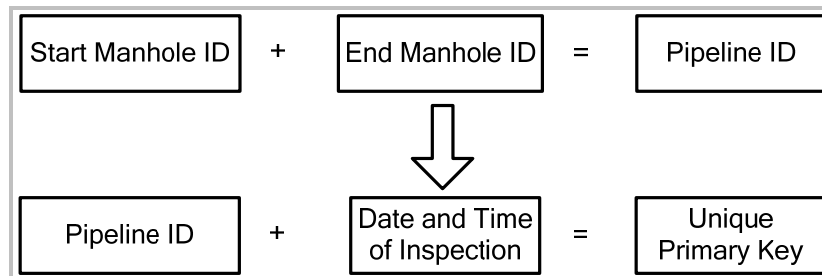 Start Manhole ID + End Manhole ID = Pipeline ID
Pipeline ID + Date and Time of Inspection = Unique Primary Key